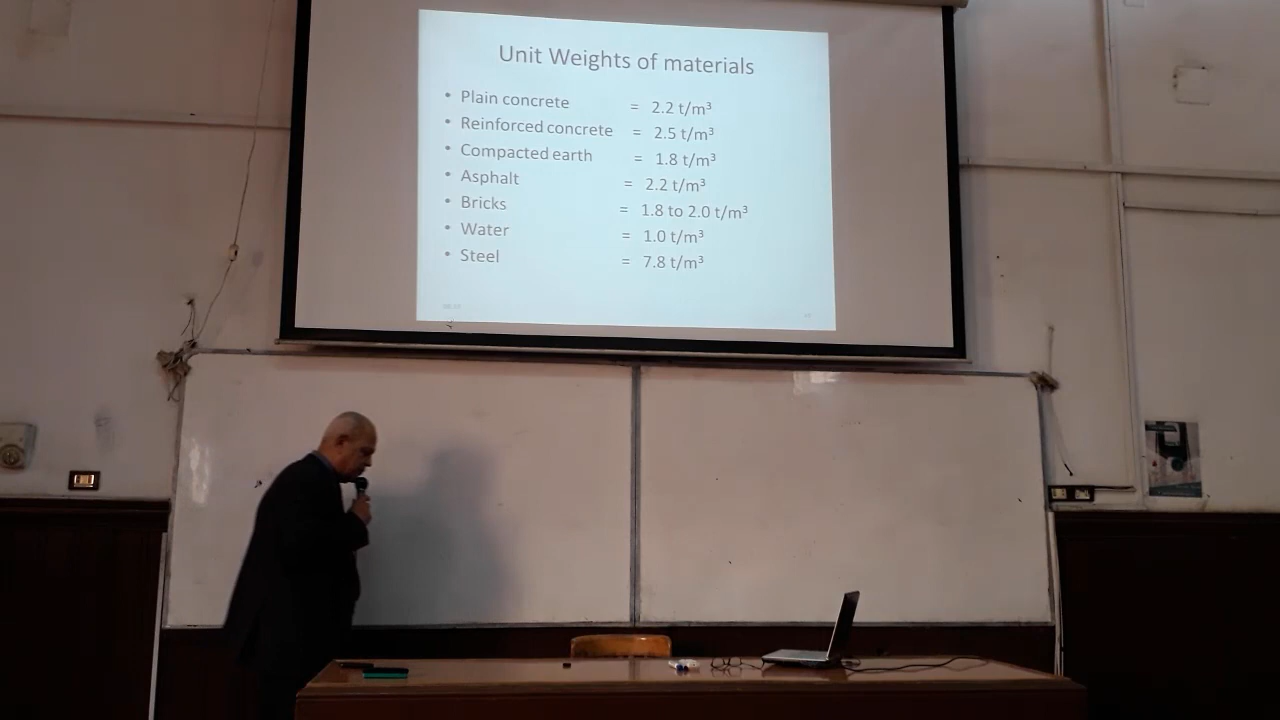 Unit Weights of materials
• Plain concrete = 2.2 t/m³
• Reinforced concrete = 2.5 t/m³
• Compacted earth = 1.8 t/m³
• Asphalt = 2.2 t/m³
• Bricks = 1.8 to 2.0 t/m³
• Water = 1.0 t/m³
• Steel = 7.8 t/m³